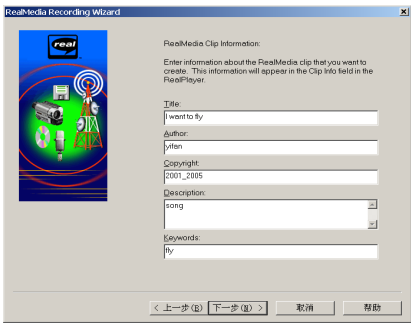 RealMedia Recording Wizard
real
RealMedia Clip Information:
Enter information about the RealMedia clip that you want to
create. This information will appear in the Clip Info field in the
RealPlayer.
Title:
I want to fly
Author:
yifan
Copyright:
2001_2005
Description:
song
Keywords:
fly
< 上一步(B) 下一步(N) > 取消 帮助